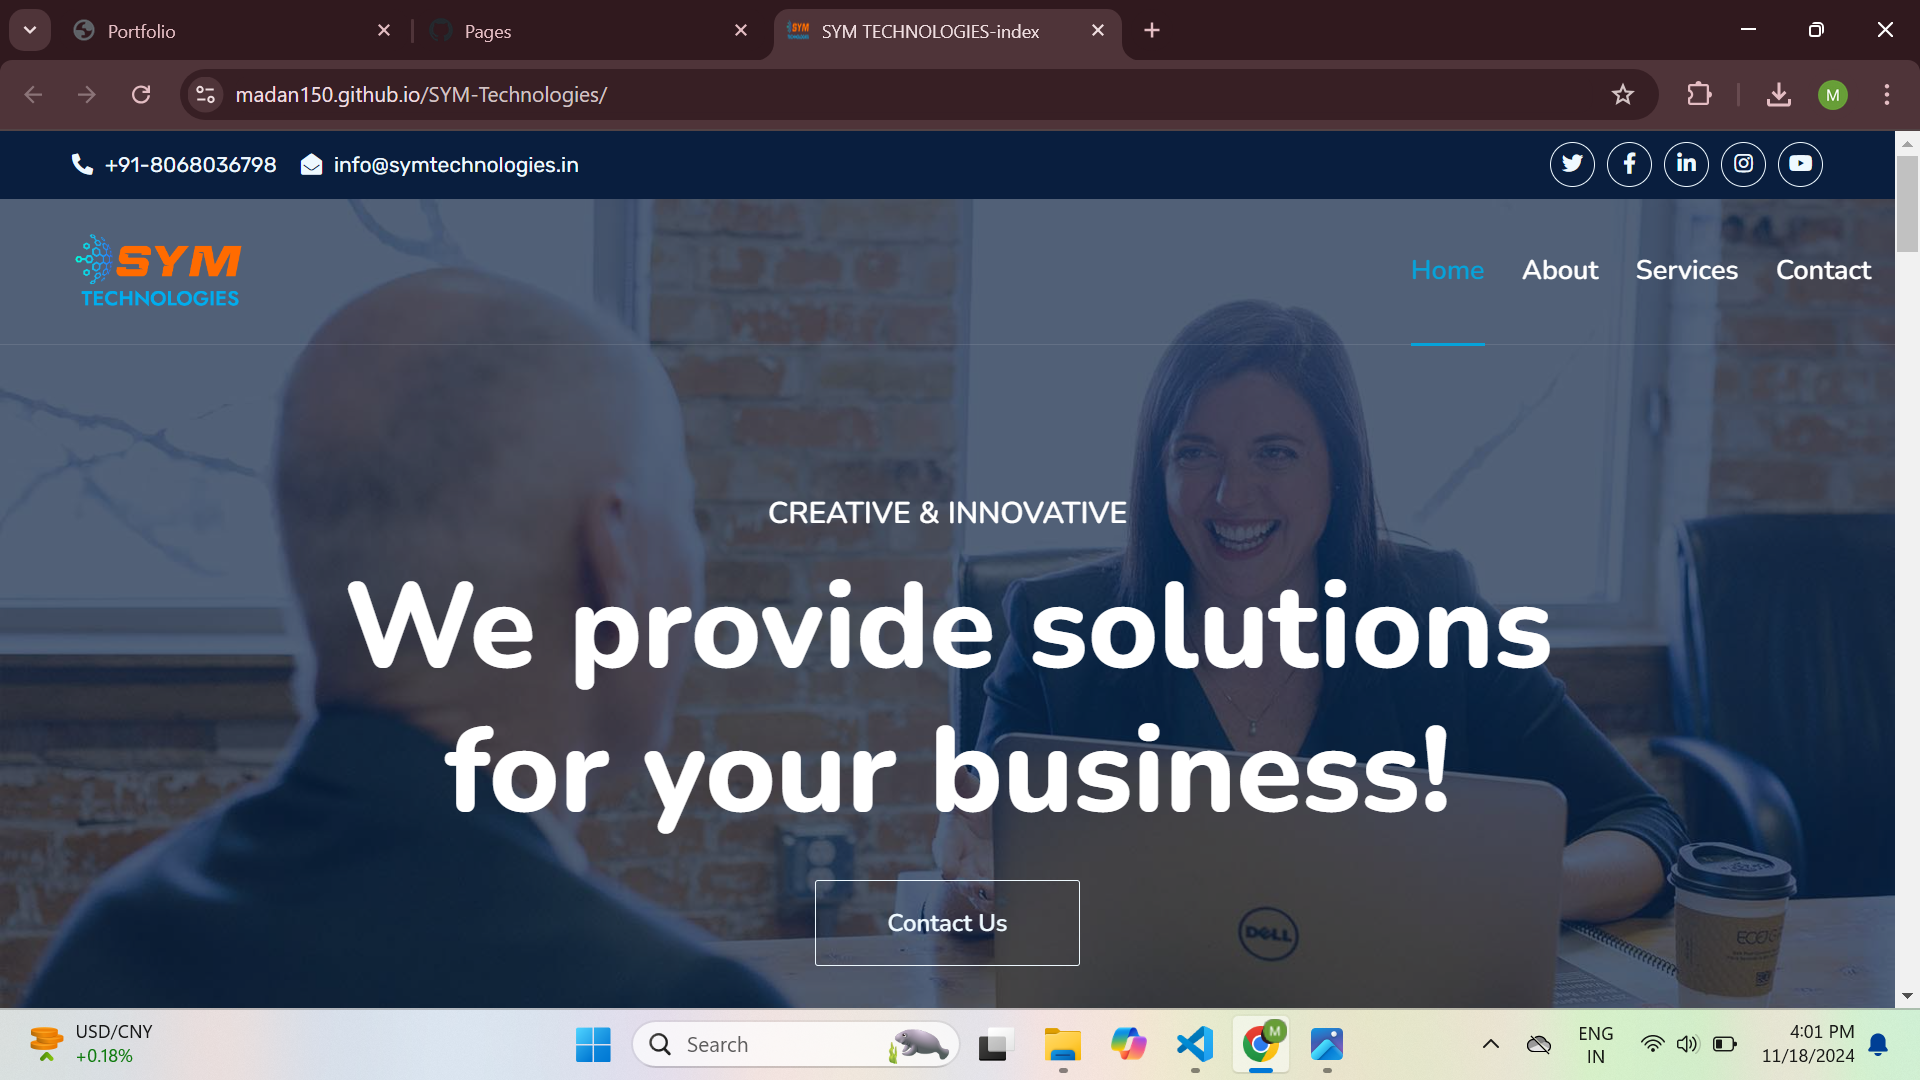 Portfolio
Pages
SYM TECHNOLOGIES-index
madan150.github.io/SYM-Technologies/
M
+91-8068036798
info@symtechnologies.in
SYM
TECHNOLOGIES
Home
About
Services
Contact
CREATIVE & INNOVATIVE
We provide solutions
for your business!
Contact Us
DELL
USD/CNY
+0.18%
Search
M
ENG
IN
4:01 PM
11/18/2024